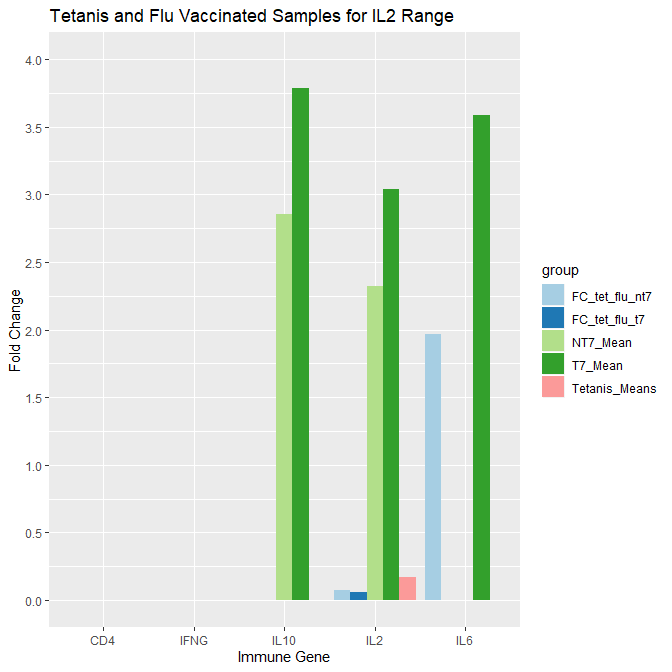 Tetanis and Flu Vaccinated Samples for IL2 Range
Fold Change
4.0
3.5
3.0
2.5
2.0
1.5
1.0
0.5
0.0
CD4 IFNG IL10 IL2 IL6
Immune Gene
group
FC_tet_flu_nt7
FC_tet_flu_t7
NT7_Mean
T7_Mean
Tetanis_Means